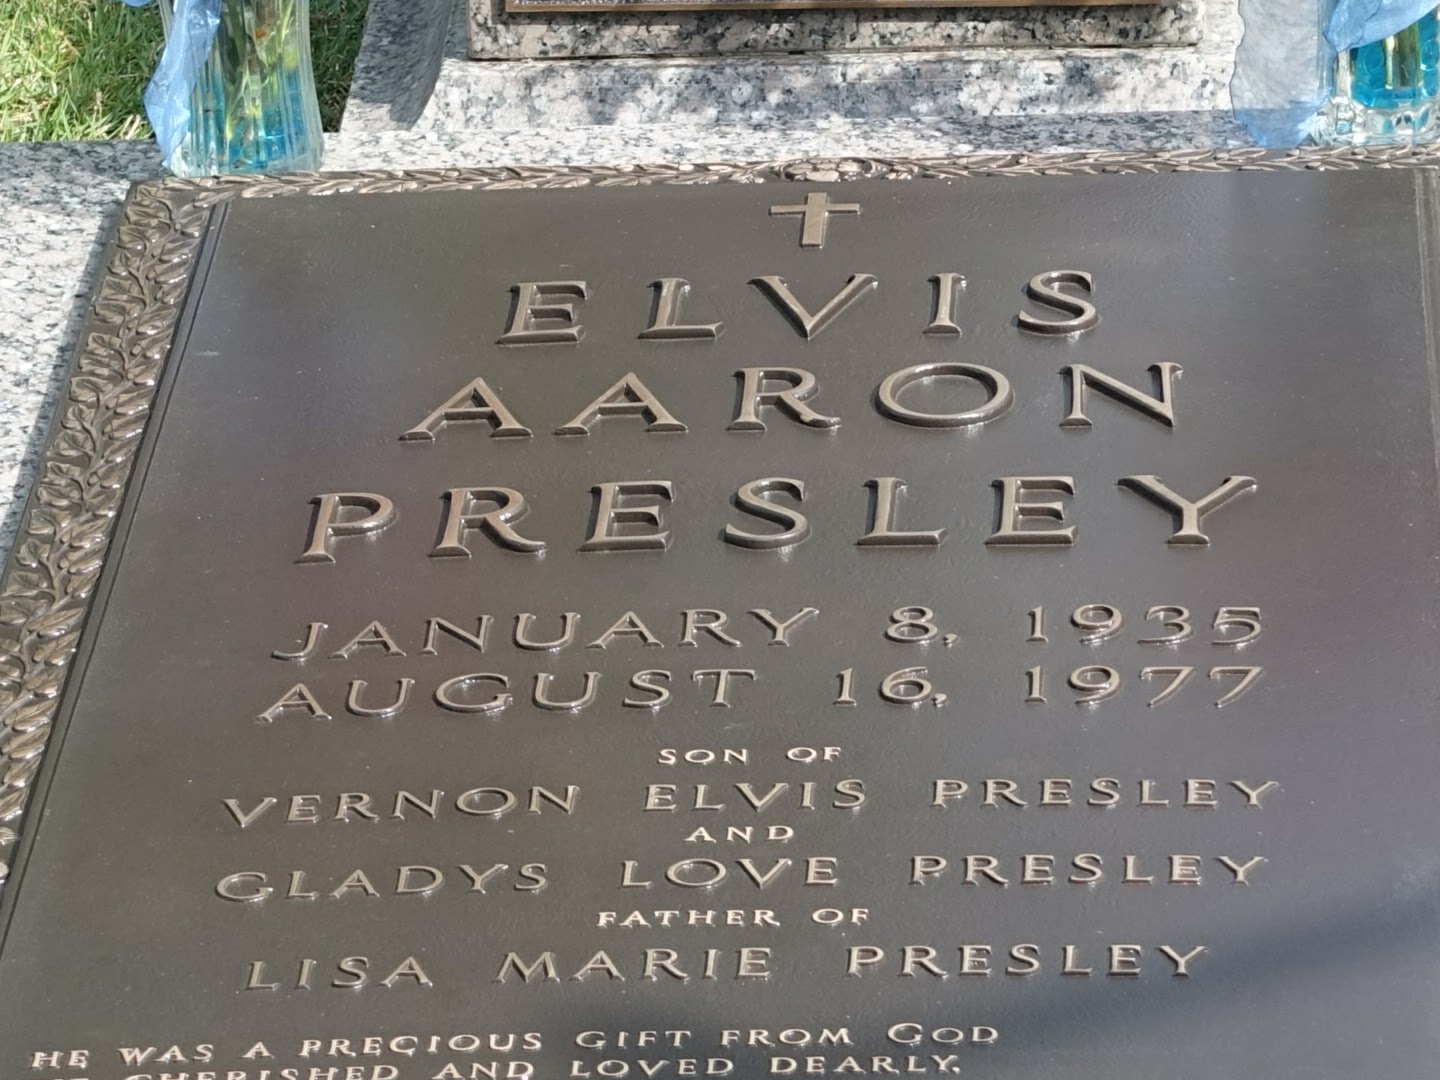 ELVIS
AARON
PRESLEY
JANUARY 8, 1935
AUGUST 16, 1977
SON OF
VERNON ELVIS PRESLEY
AND
GLADYS LOVE PRESLEY
FATHER OF
LISA MARIE PRESLEY
HE WAS A PRECIOUS GIFT FROM GOD
CHERISHED AND LOVED DEARLY.